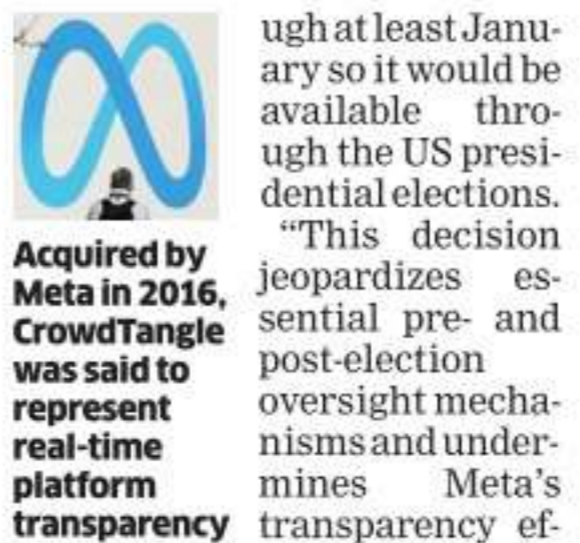 Acquired by
Meta in 2016,
CrowdTangle
was said to
represent
real-time
platform
transparency
ugh at least Janu-
ary so it would be
available thro-
ugh the US presi-
dential elections.
“This decision
jeopardizes es-
sential pre- and
post-election
oversight mecha-
nisms and under-
mines Meta’s
transparency ef-